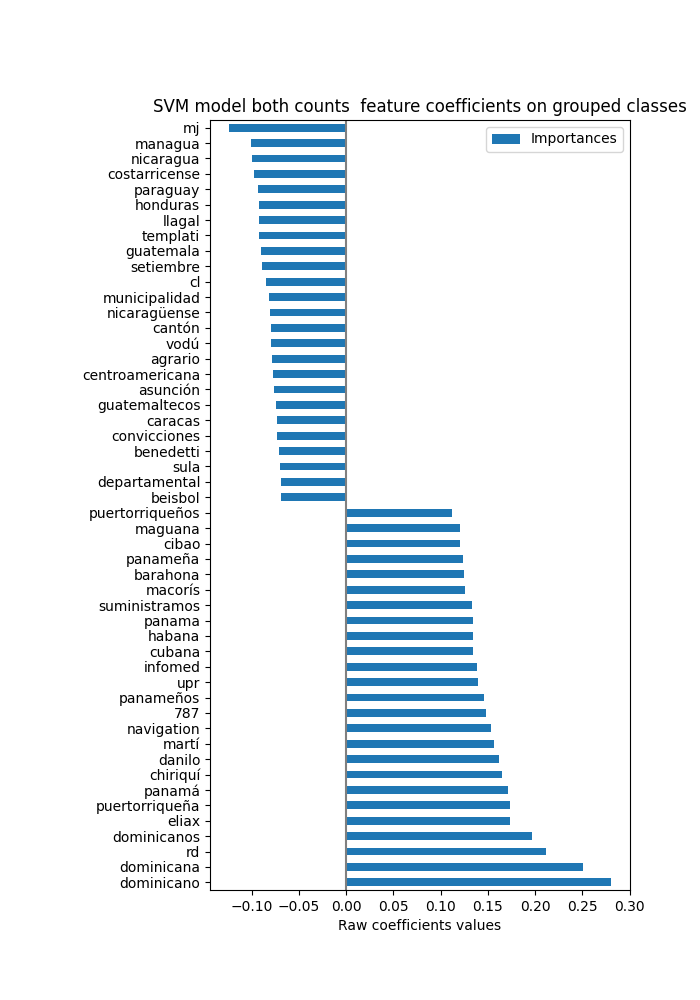 SVM model both counts  feature coefficients on grouped classes
Importances
mj
managua
nicaragua
costarricense
paraguay
honduras
llagal
templati
guatemala
setiembre
cl
municipalidad
nicaragüense
cantón
vodú
agrario
centroamericana
asunción
guatemaltecos
caracas
convicciones
benedetti
sula
departamental
beisbol
puertorriqueños
maguana
cibao
panameña
barahona
macorís
suministramos
panama
habana
cubana
infomed
upr
panameños
787
navigation
martí
danilo
chiriquí
panamá
puertorriqueña
eliax
dominicanos
rd
dominicana
dominicano
−0.10 −0.05 0.00 0.05 0.10 0.15 0.20 0.25 0.30
Raw coefficients values